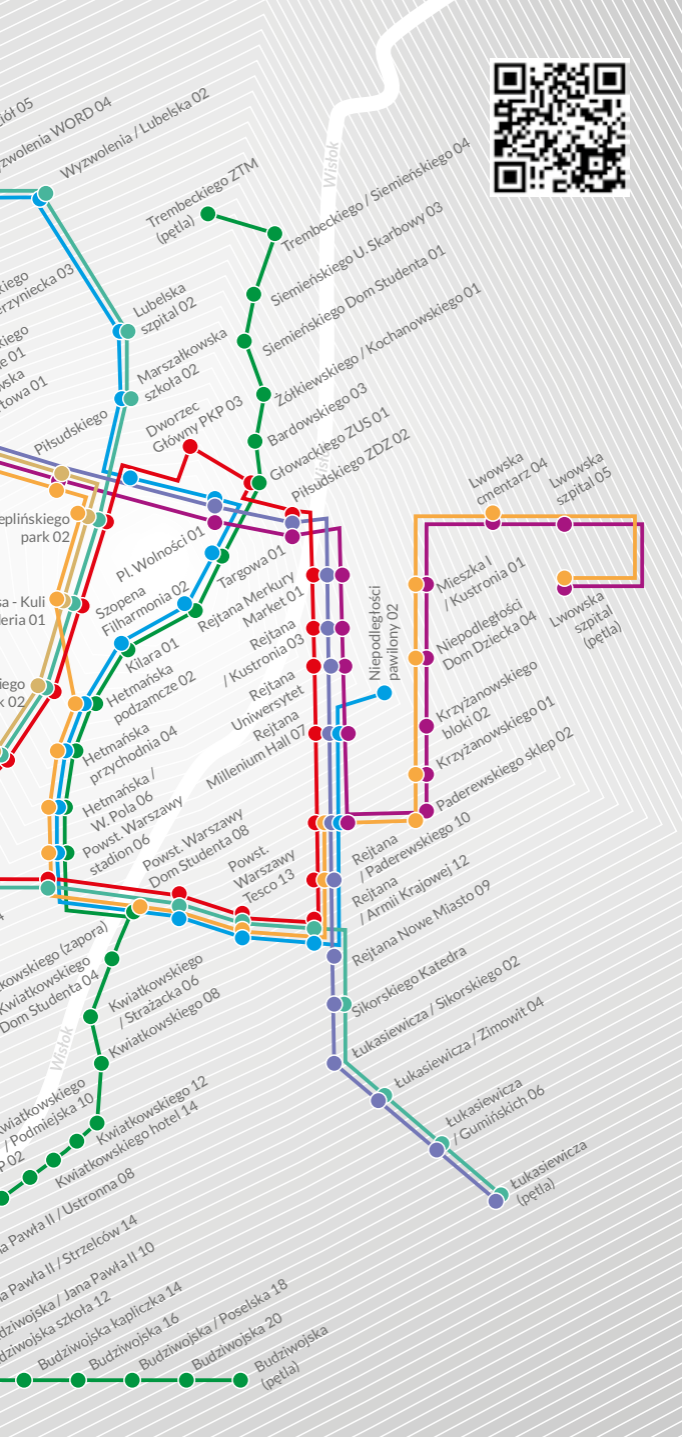 Wyzwolenia WORD 04
Wyzwolenia / Lubelska 02
Wisłok
Trembeckiego ZTM
(pętla)
Trembeckiego / Siemieńskiego 04
Siemieńskiego U. Skarbowy 03
Siemieńskiego Dom Studenta 01
Żółkiewskiego / Kochanowskiego 01
Bardowskiego 03
Głowackiego ZUS 01
Piłsudskiego ZDZ 02
Lubelska
szpital 02
Marszałkowska
szkoła 02
Dworzec
Główny PKP 03
Piłsudskiego
park 02
Pl. Wolności 01
Targowa 01
Szopena
Filharmonia 02
Kilara 01
Rejtana Merkury
Market 01
Rejtana
/ Kustronia 03
Rejtana
Uniwersytet
Rejtana
Millenium Hall 07
Niepodległości
pawilony 02
Lwowska
cmentarz 04
Lwowska
szpital 05
Lwowska
szpital
(pętla)
Mieszka I
/ Kustronia 01
Niepodległości
Dom Dziecka 04
Krzyżanowskiego
bloki 02
Krzyżanowskiego 01
Paderewskiego sklep 02
Hetmańska
podzamcze 02
Hetmańska
przychodnia 04
Hetmańska /
W. Pola 06
Powst. Warszawy
stadion 06
Powst. Warszawy
Dom Studenta 08
Powst.
Warszawy
Tesco 13
Rejtana
/ Paderewskiego 10
Rejtana
/ Armii Krajowej 12
Rejtana Nowe Miasto 09
Sikorskiego Katedra
Łukasiewicza / Sikorskiego 02
Łukasiewicza / Zimowit 04
Łukasiewicza
/ Gumińskich 06
Łukasiewicza
(pętla)
(zapora)
Kwiatkowskiego
Dom Studenta 04
Kwiatkowskiego
/ Strażacka 06
Kwiatkowskiego 08
Wisłok
Kwiatkowskiego
/ Podmiejska 10
Kwiatkowskiego 12
Kwiatkowskiego hotel 14
Pawła II / Ustronna 08
Pawła II / Strzelców 14
/ Jana Pawła II 10
szkoła 12
Budziwojska kapliczka 14
Budziwojska 16
Budziwojska / Poselska 18
Budziwojska 20
Budziwojska
(pętla)